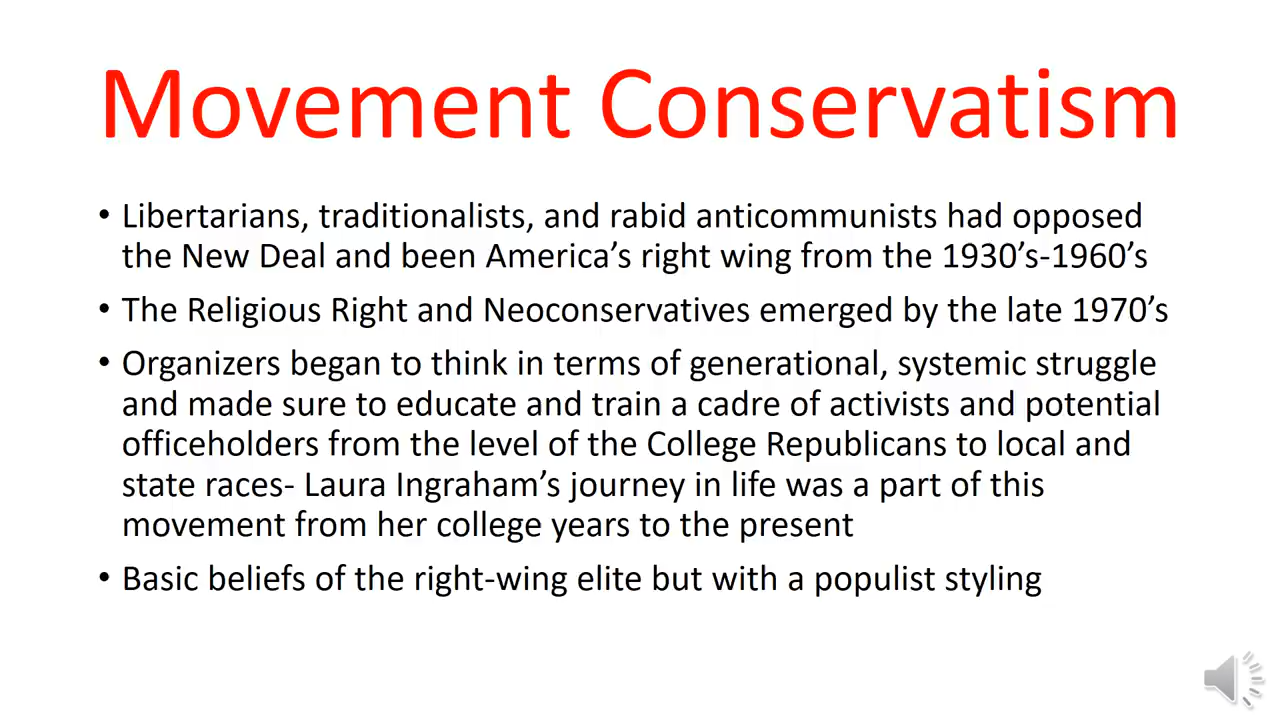 Movement Conservatism
• Libertarians, traditionalists, and rabid anticommunists had opposed
the New Deal and been America’s right wing from the 1930’s-1960’s
• The Religious Right and Neoconservatives emerged by the late 1970’s
• Organizers began to think in terms of generational, systemic struggle
and made sure to educate and train a cadre of activists and potential
officeholders from the level of the College Republicans to local and
state races- Laura Ingraham’s journey in life was a part of this
movement from her college years to the present
• Basic beliefs of the right-wing elite but with a populist styling